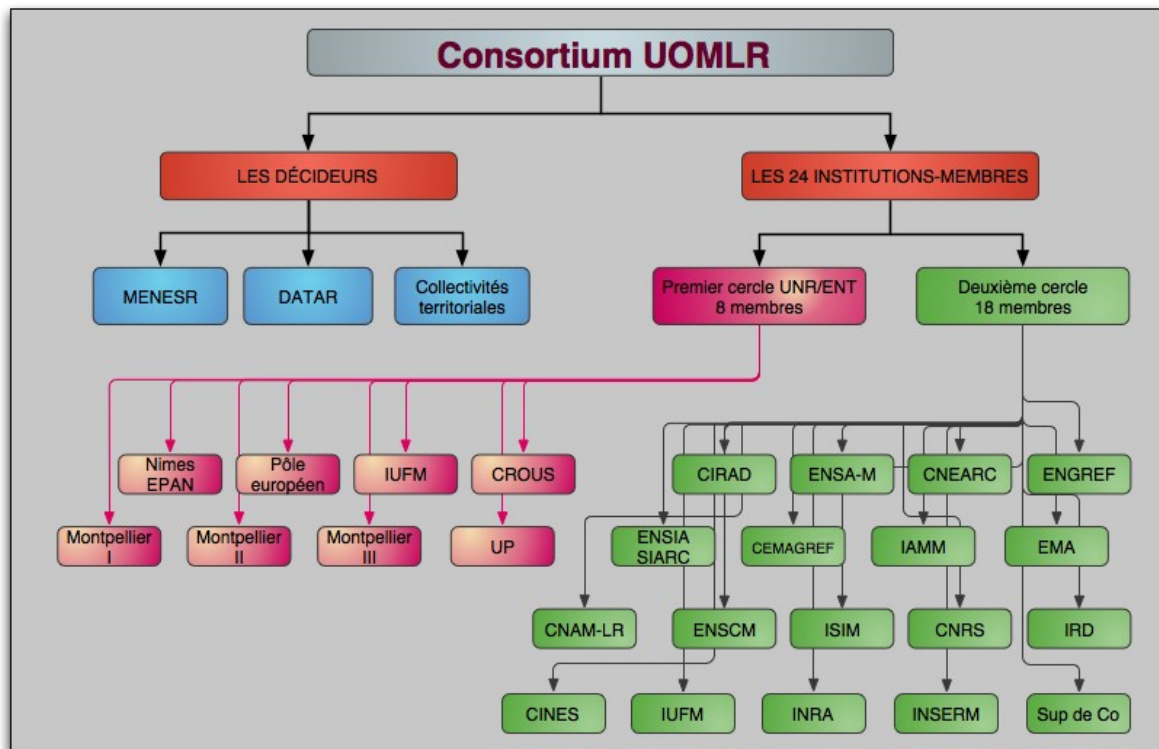 Consortium UOMLR
LES DÉCIDEURS
LES 24 INSTITUTIONS-MEMBRES
MENESR
DATAR
Collectivités
territoriales
Premier cercle UNR/ENT
8 membres
Deuxième cercle
18 membres
Nimes
EPAN
Pôle
européen
IUFM
CROUS
CIRAD
ENSA-M
CNEARC
ENGREF
Montpellier
I
Montpellier
II
Montpellier
III
UP
ENSIA
SIARC
CEMAGREF
IAMM
EMA
CNAM-LR
ENSCM
ISIM
CNRS
IRD
CINES
IUFM
INRA
INSERM
Sup de Co